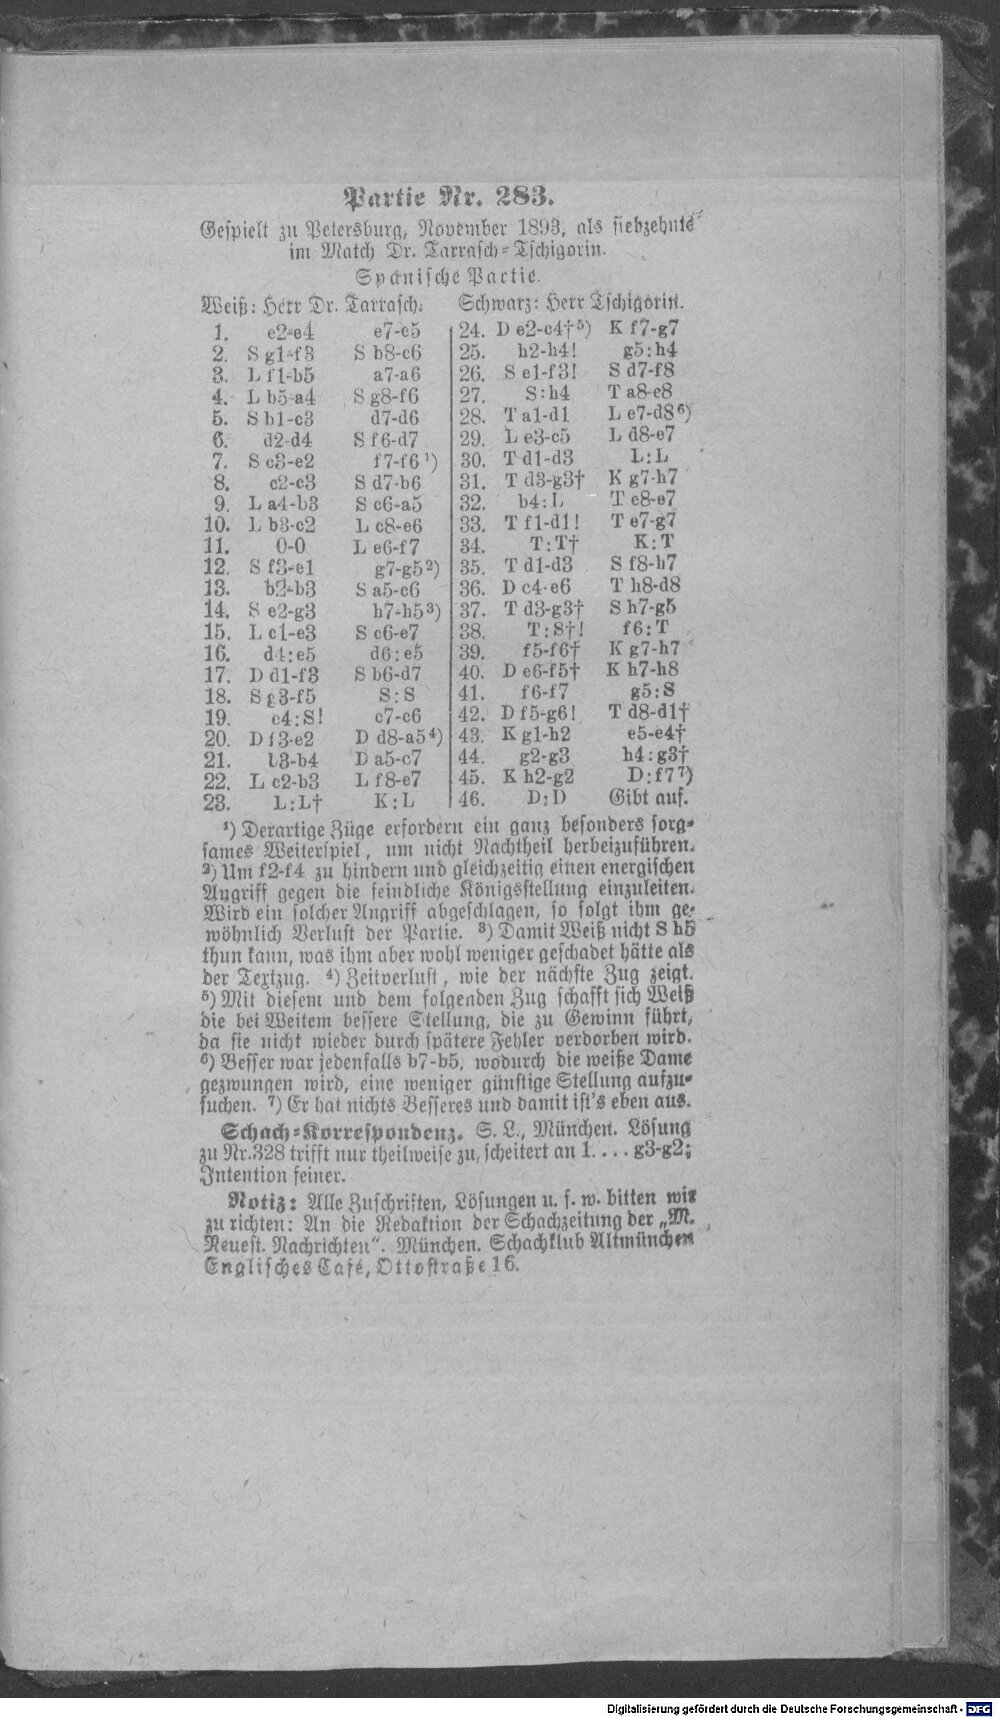 Partie Nr. 283.
Gespielt zu Petersburg, November 1893, als siebzehnte
im Match Dr. Tarrasch-Tschigorin.
Spanische Partie.
Weiß: Herr Dr. Tarrasch. Schwarz: Herr Tschigorin.
1. e2-e4 e7-e5
2. S g1-f3 S b8-c6
3. L f1-b5 a7-a6
4. L b5-a4 S g8-f6
5. S b1-c3 d7-d6
6. d2-d4 S f6-d7
7. S c3-e2 f7-f6 ¹)
8. c2-c3 S d7-b6
9. L a4-b3 S c6-a5
10. L b3-c2 L c8-e6
11. 0-0 L e6-f7
12. S f3-e1 g7-g5 ²)
13. b2-b3 S a5-c6
14. S e2-g3 h7-h5 ³)
15. L c1-e3 S c6-e7
16. d4:e5 d6:e5
17. D d1-f3 S b6-d7
18. S g3-f5 S:S
19. e4:S! c7-c6
20. D f3-e2 D d8-a5 ⁴)
21. b3-b4 D a5-c7
22. L c2-b3 L f8-e7
23. L:L† K:L
24. D e2-c4† ⁵) K f7-g7
25. h2-h4! g5:h4
26. S e1-f3! S d7-f8
27. S:h4 T a8-e8
28. T a1-d1 L e7-d8 ⁶)
29. L e3-c5 L d8-e7
30. T d1-d3 L:L
31. T d3-g3† K g7-h7
32. b4:L T e8-e7
33. T f1-d1! T e7-g7
34. T:T† K:T
35. T d1-d3 S f8-h7
36. D c4-e6 T h8-d8
37. T d3-g3† S h7-g5
38. T:S†! f6:T
39. f5-f6† K g7-h7
40. D e6-f5† K h7-h8
41. f6-f7 g5:S
42. D f5-g6! T d8-d1†
43. K g1-h2 e5-e4†
44. g2-g3 h4:g3†
45. K h2-g2 D:f7 ⁷)
46. D:D Gibt auf.
¹) Derartige Züge erfordern ein ganz besonders sorg-
sames Weiterspiel, um nicht Nachtheil herbeizuführen.
²) Um f2-f4 zu hindern und gleichzeitig einen energischen
Angriff gegen die feindliche Königsstellung einzuleiten.
Wird ein solcher Angriff abgeschlagen, so folgt ihm ge-
wöhnlich Verlust der Partie. ³) Damit Weiß nicht S h5
thun kann, was ihm aber wohl weniger geschadet hätte als
der Textzug. ⁴) Zeitverlust, wie der nächste Zug zeigt.
⁵) Mit diesem und dem folgenden Zug schafft sich Weiß
die bei Weitem bessere Stellung, die zu Gewinn führt,
da sie nicht wieder durch spätere Fehler verdorben wird.
⁶) Besser war jedenfalls b7-b5, wodurch die weiße Dame
gezwungen wird, eine weniger günstige Stellung aufzu-
suchen. ⁷) Er hat nichts Besseres und damit ist's eben aus.
Schach-Korrespondenz. S. L., München. Lösung
zu Nr. 328 trifft nur theilweise zu, scheitert an 1. . . . g3-g2;
Intention feiner.
Notiz: Alle Zuschriften, Lösungen u. s. w. bitten wir
zu richten: An die Redaktion der Schachzeitung der „M.
Neuest. Nachrichten". München. Schachklub Altmünchen
Englisches Café, Ottostraße 16.
Digitalisierung gefördert durch die Deutsche Forschungsgemeinschaft - DFG